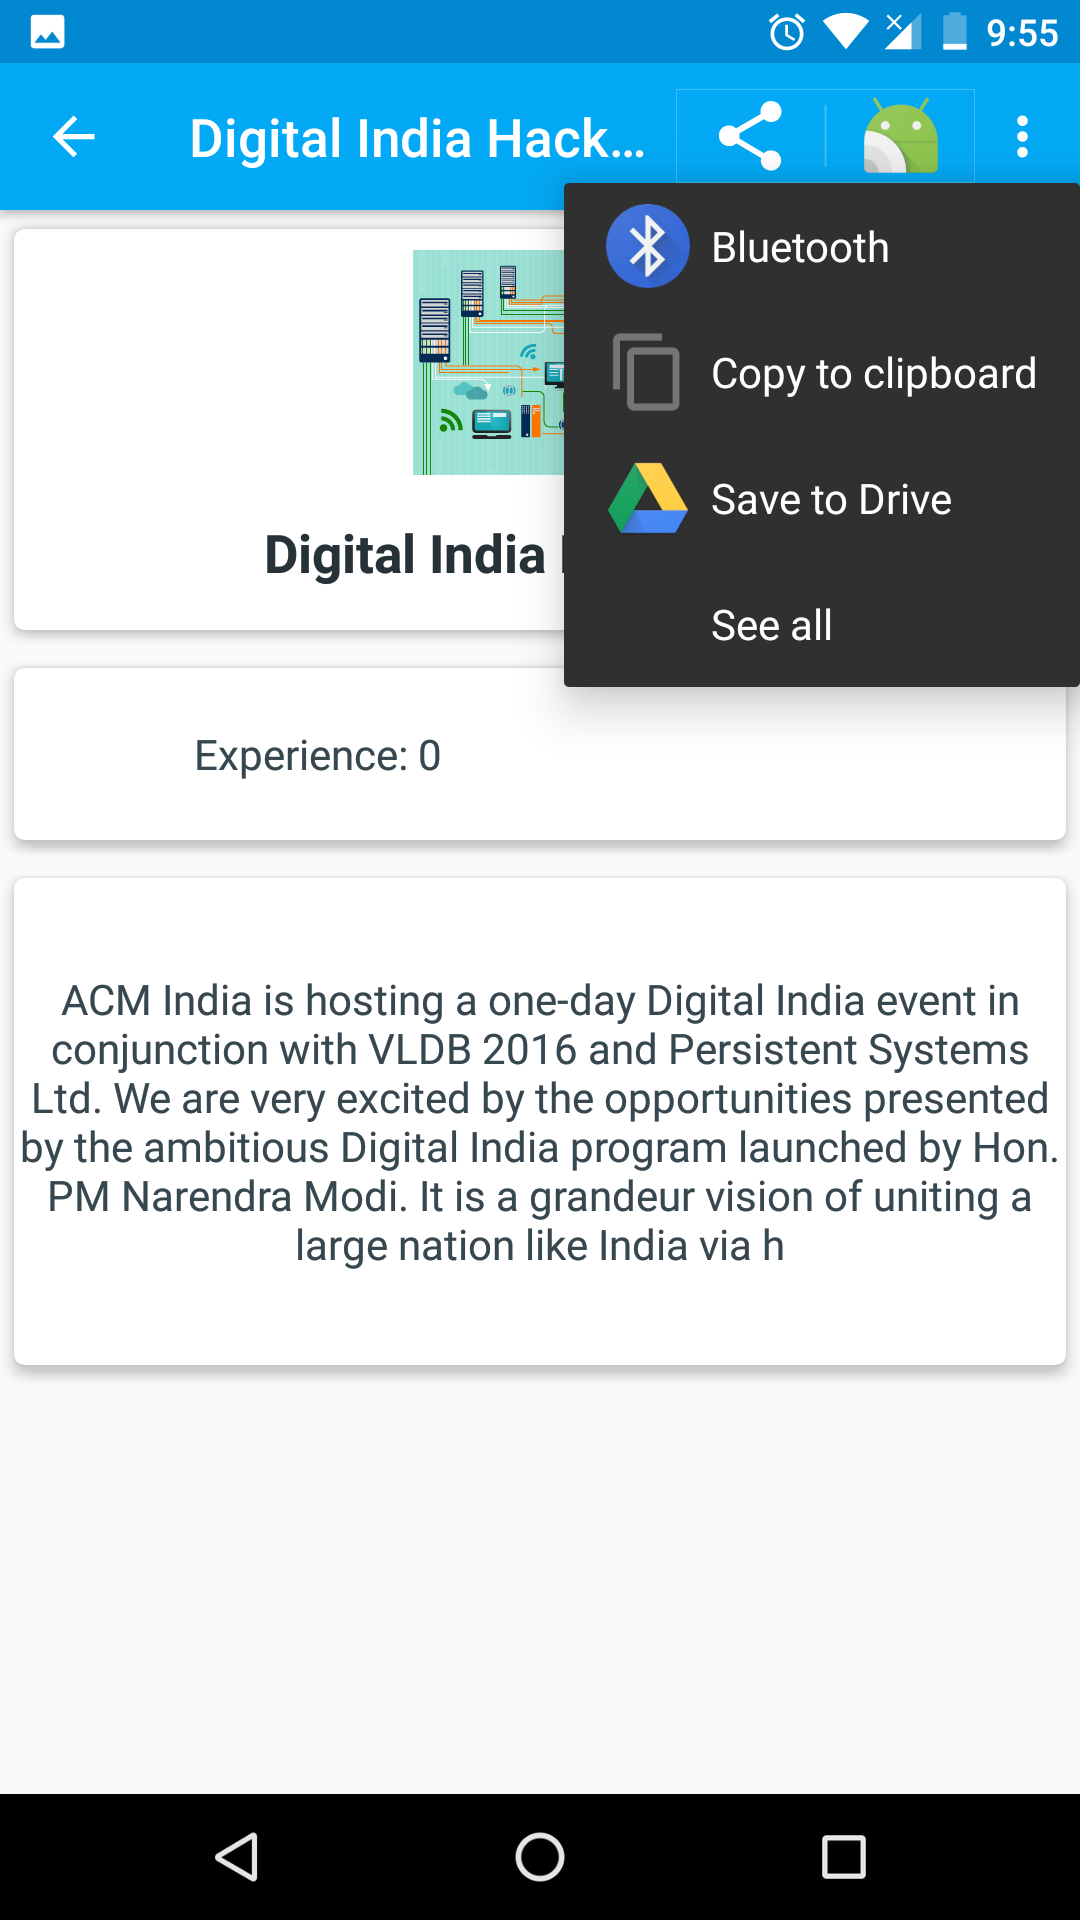 9:55
Digital India Hack...
Bluetooth
Copy to clipboard
Save to Drive
See all
Digital India
Experience: 0
ACM India is hosting a one-day Digital India event in
conjunction with VLDB 2016 and Persistent Systems
Ltd. We are very excited by the opportunities presented
by the ambitious Digital India program launched by Hon.
PM Narendra Modi. It is a grandeur vision of uniting a
large nation like India via h